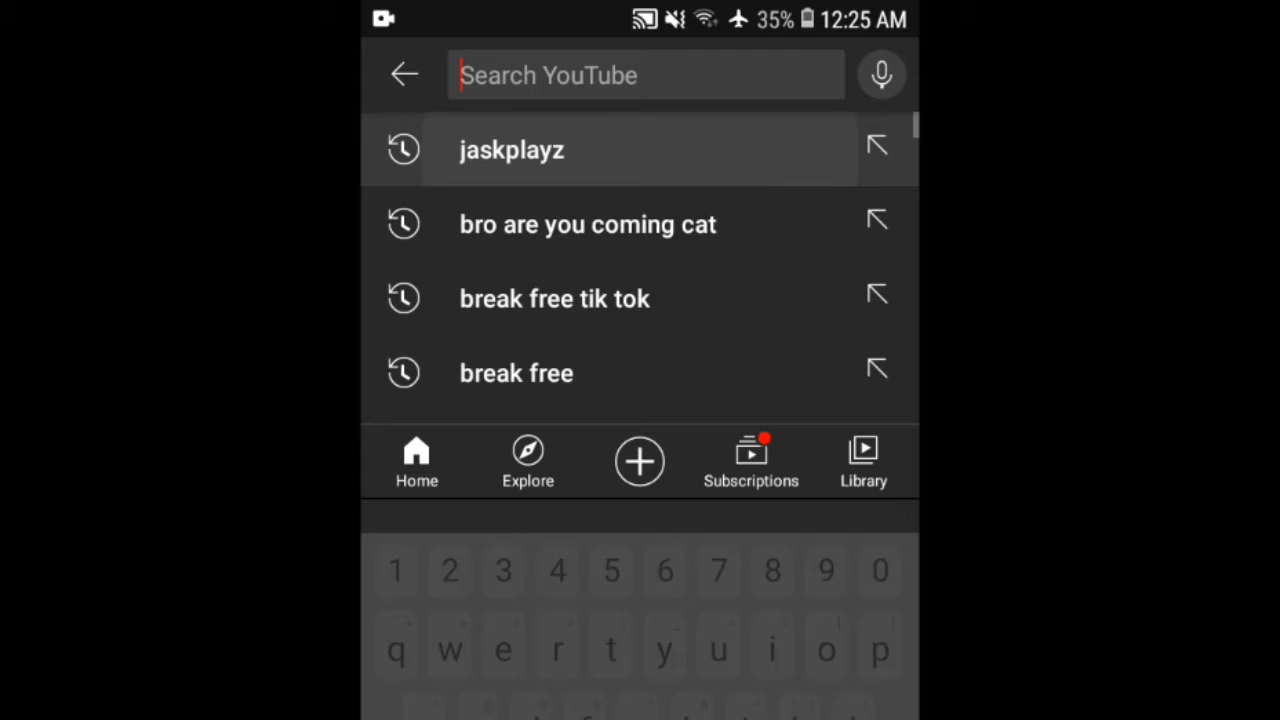 35% 12:25 AM
Search YouTube
jaskplayz
bro are you coming cat
break free tik tok
break free
Home Explore Subscriptions Library
1 2 3 4 5 6 7 8 9 0
q w e r t y u i o p